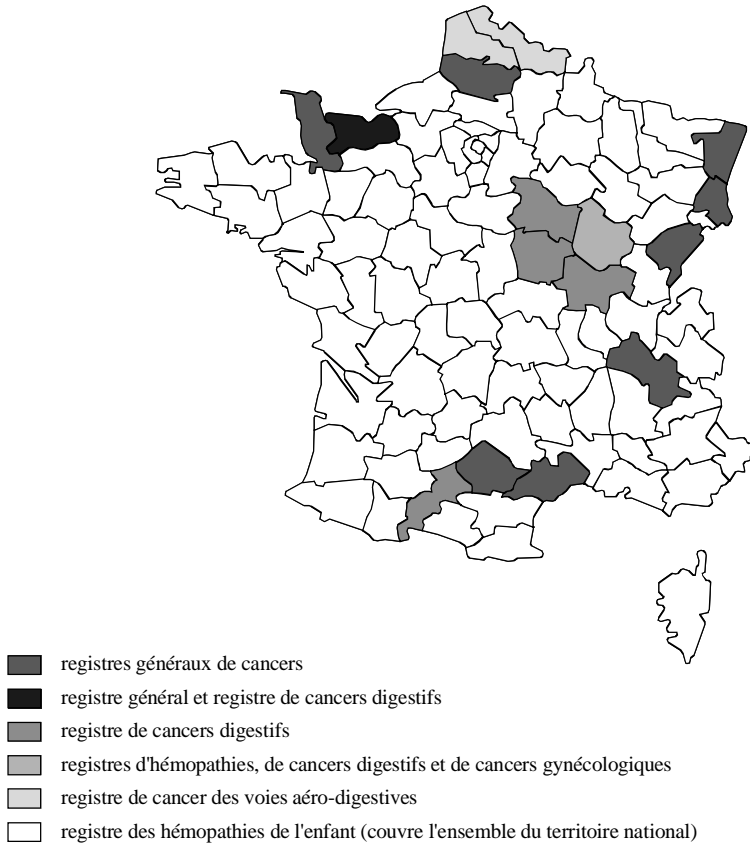 registres généraux de cancers
registre général et registre de cancers digestifs
registre de cancers digestifs
registres d'hémopathies, de cancers digestifs et de cancers gynécologiques
registre de cancer des voies aéro-digestives
registre des hémopathies de l'enfant (couvre l'ensemble du territoire national)